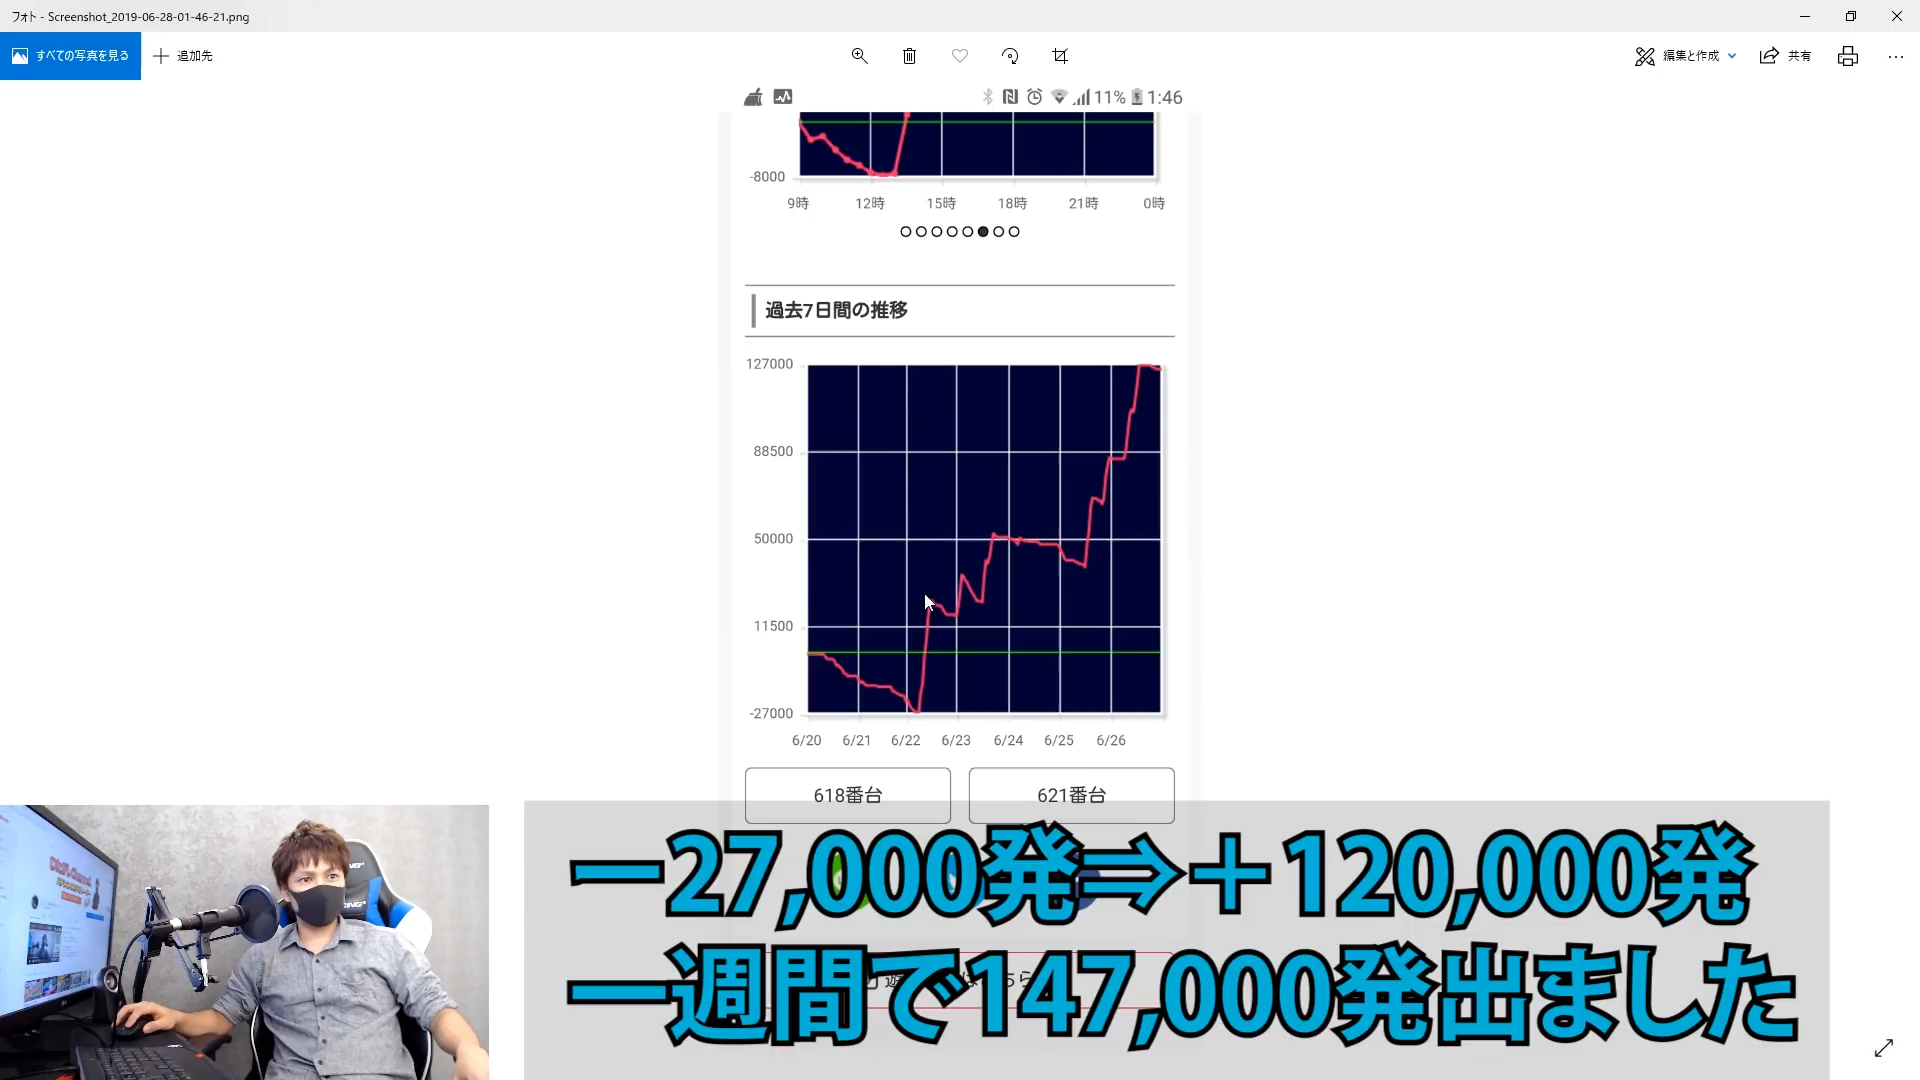 フォト - Screenshot_2019-06-28-01-46-21.png
すべての写真を見る
追加先
編集と作成
共有
11% 1:46
-8000
9時 12時 15時 18時 21時 0時
過去7日間の推移
127000
88500
50000
11500
-27000
6/20 6/21 6/22 6/23 6/24 6/25 6/26
618番台 621番台
ー27,000発⇒＋120,000発
一週間で147,000発出ました